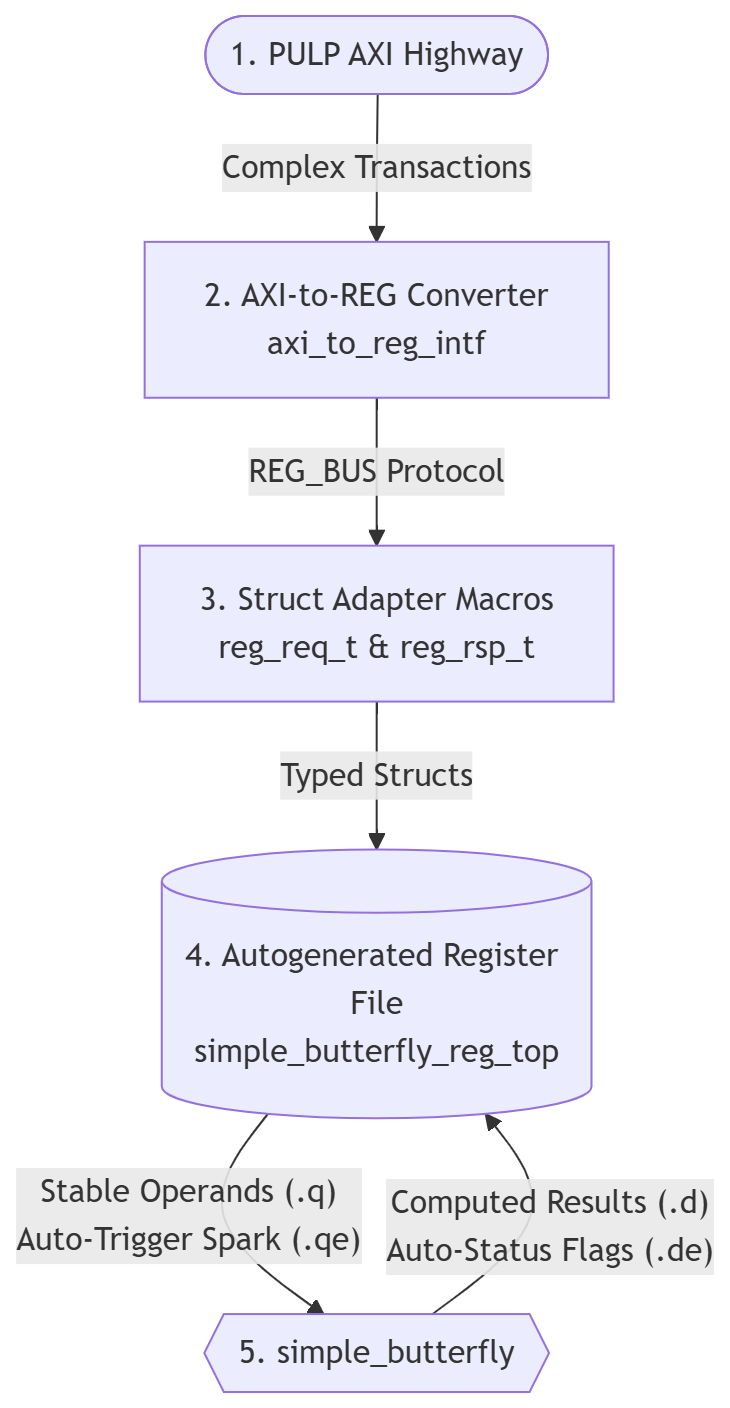 1. PULP AXI Highway
Complex Transactions
2. AXI-to-REG Converter
axi_to_reg_intf
REG_BUS Protocol
3. Struct Adapter Macros
reg_req_t & reg_rsp_t
Typed Structs
4. Autogenerated Register
File
simple_butterfly_reg_top
Stable Operands (.q)
Auto-Trigger Spark (.qe)
Computed Results (.d)
Auto-Status Flags (.de)
5. simple_butterfly